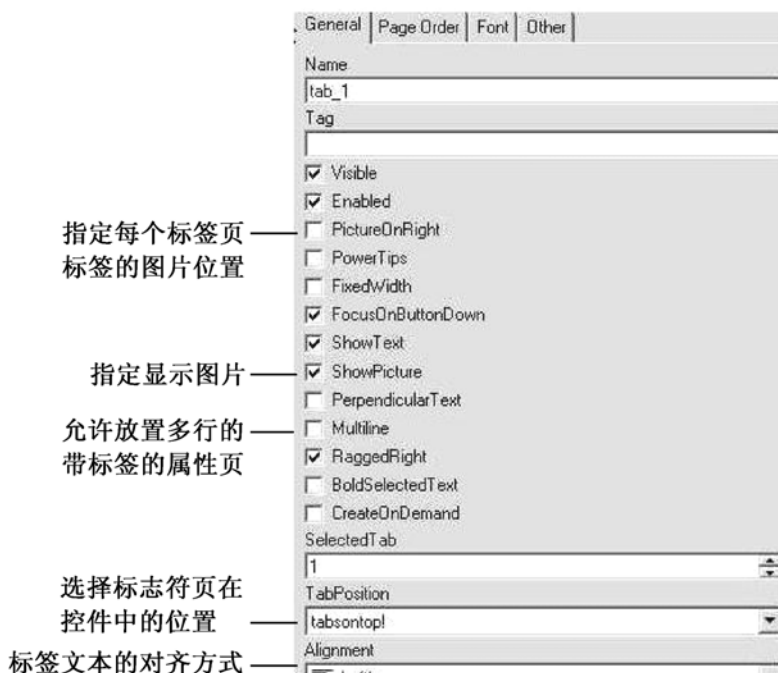 General Page Order Font Other
Name
tab_1
Tag
Visible
Enabled
指定每个标签页
标签的图片位置
PictureOnRight
PowerTips
FixedWidth
FocusOnButtonDown
ShowText
指定显示图片
ShowPicture
PerpendicularText
允许放置多行的
带标签的属性页
Multiline
RaggedRight
BoldSelectedText
CreateOnDemand
SelectedTab
1
选择标志符页在
控件中的位置
TabPosition
tabsontop!
标签文本的对齐方式
Alignment